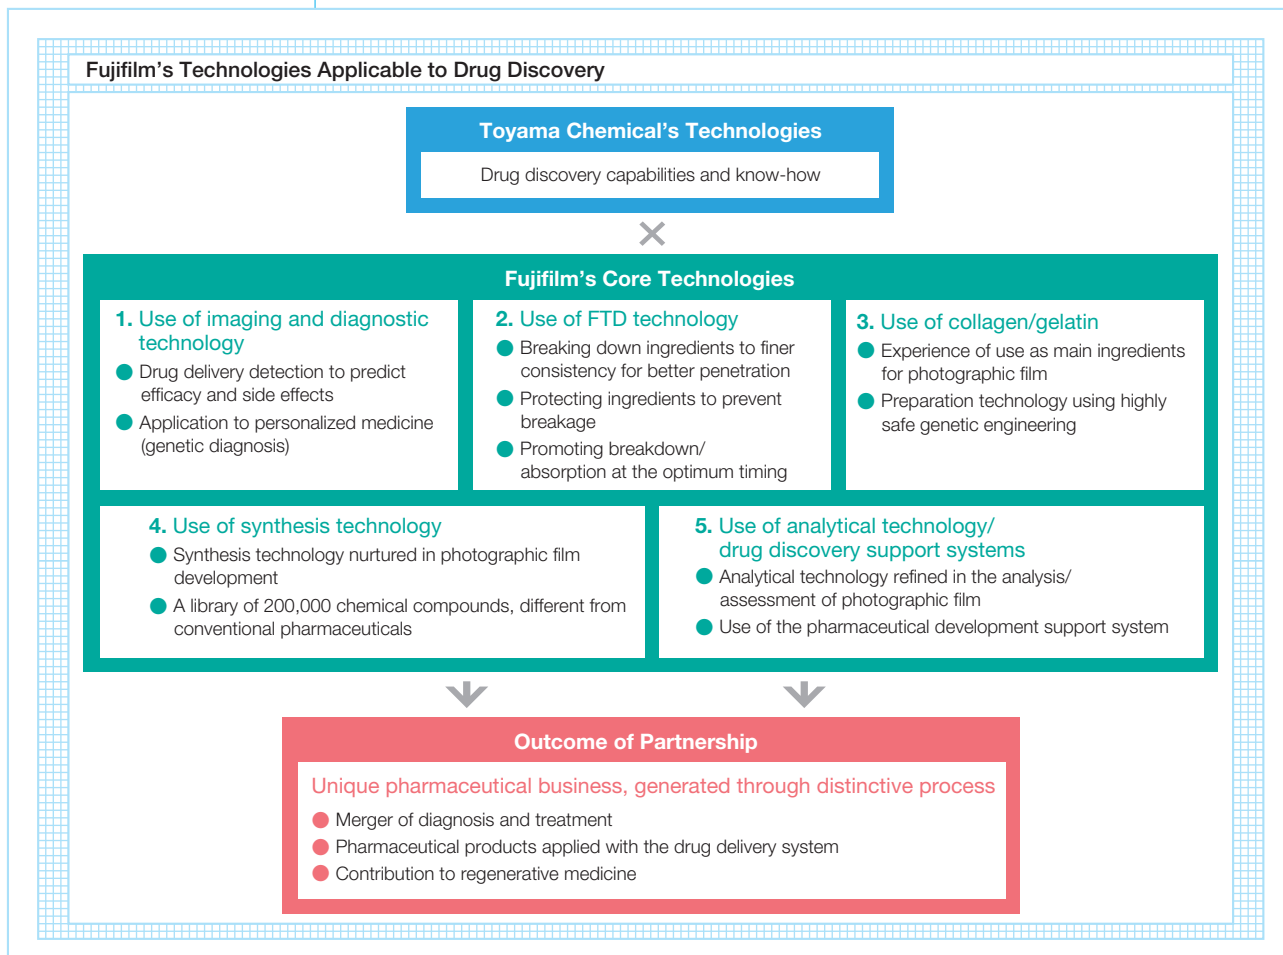 Fujifilm's Technologies Applicable to Drug Discovery
Toyama Chemical's Technologies
Drug discovery capabilities and know-how
×
Fujifilm's Core Technologies
1. Use of imaging and diagnostic
technology
● Drug delivery detection to predict
efficacy and side effects
● Application to personalized medicine
(genetic diagnosis)
2. Use of FTD technology
● Breaking down ingredients to finer
consistency for better penetration
● Protecting ingredients to prevent
breakage
● Promoting breakdown/
absorption at the optimum timing
3. Use of collagen/gelatin
● Experience of use as main ingredients
for photographic film
● Preparation technology using highly
safe genetic engineering
4. Use of synthesis technology
● Synthesis technology nurtured in photographic film
development
● A library of 200,000 chemical compounds, different from
conventional pharmaceuticals
5. Use of analytical technology/
drug discovery support systems
● Analytical technology refined in the analysis/
assessment of photographic film
● Use of the pharmaceutical development support system
Outcome of Partnership
Unique pharmaceutical business, generated through distinctive process
● Merger of diagnosis and treatment
● Pharmaceutical products applied with the drug delivery system
● Contribution to regenerative medicine